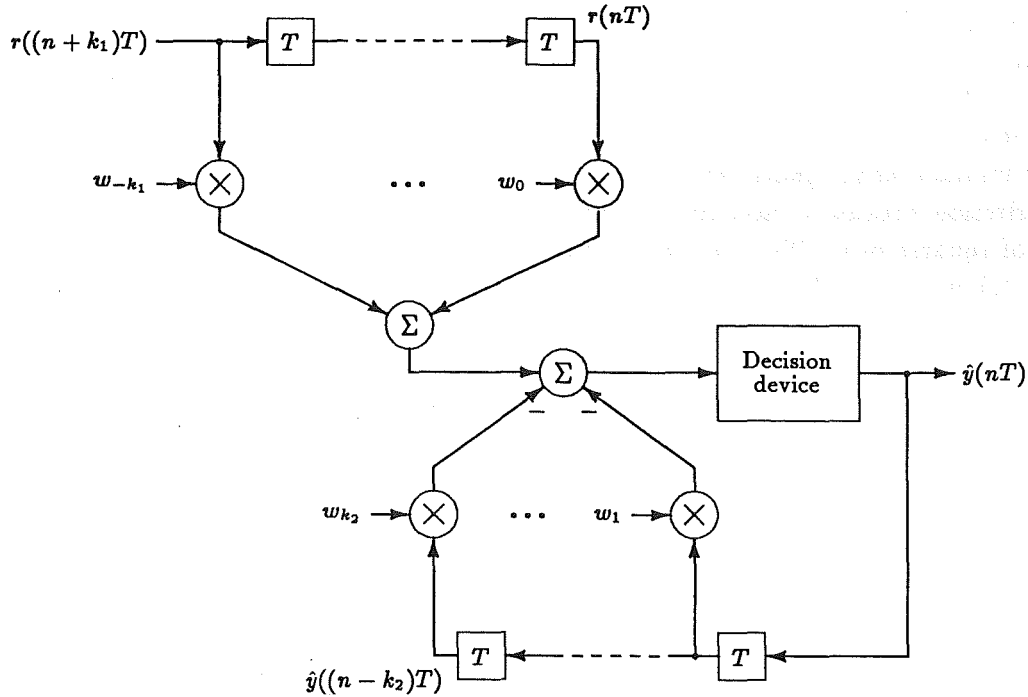 r(nT)
r((n + k₁)T)
T
T
w₋ₖ₁
×
...
w₀
×
Σ
Σ
Decision
device
ŷ(nT)
−
−
wₖ₂
×
...
w₁
×
T
T
ŷ((n − k₂)T)